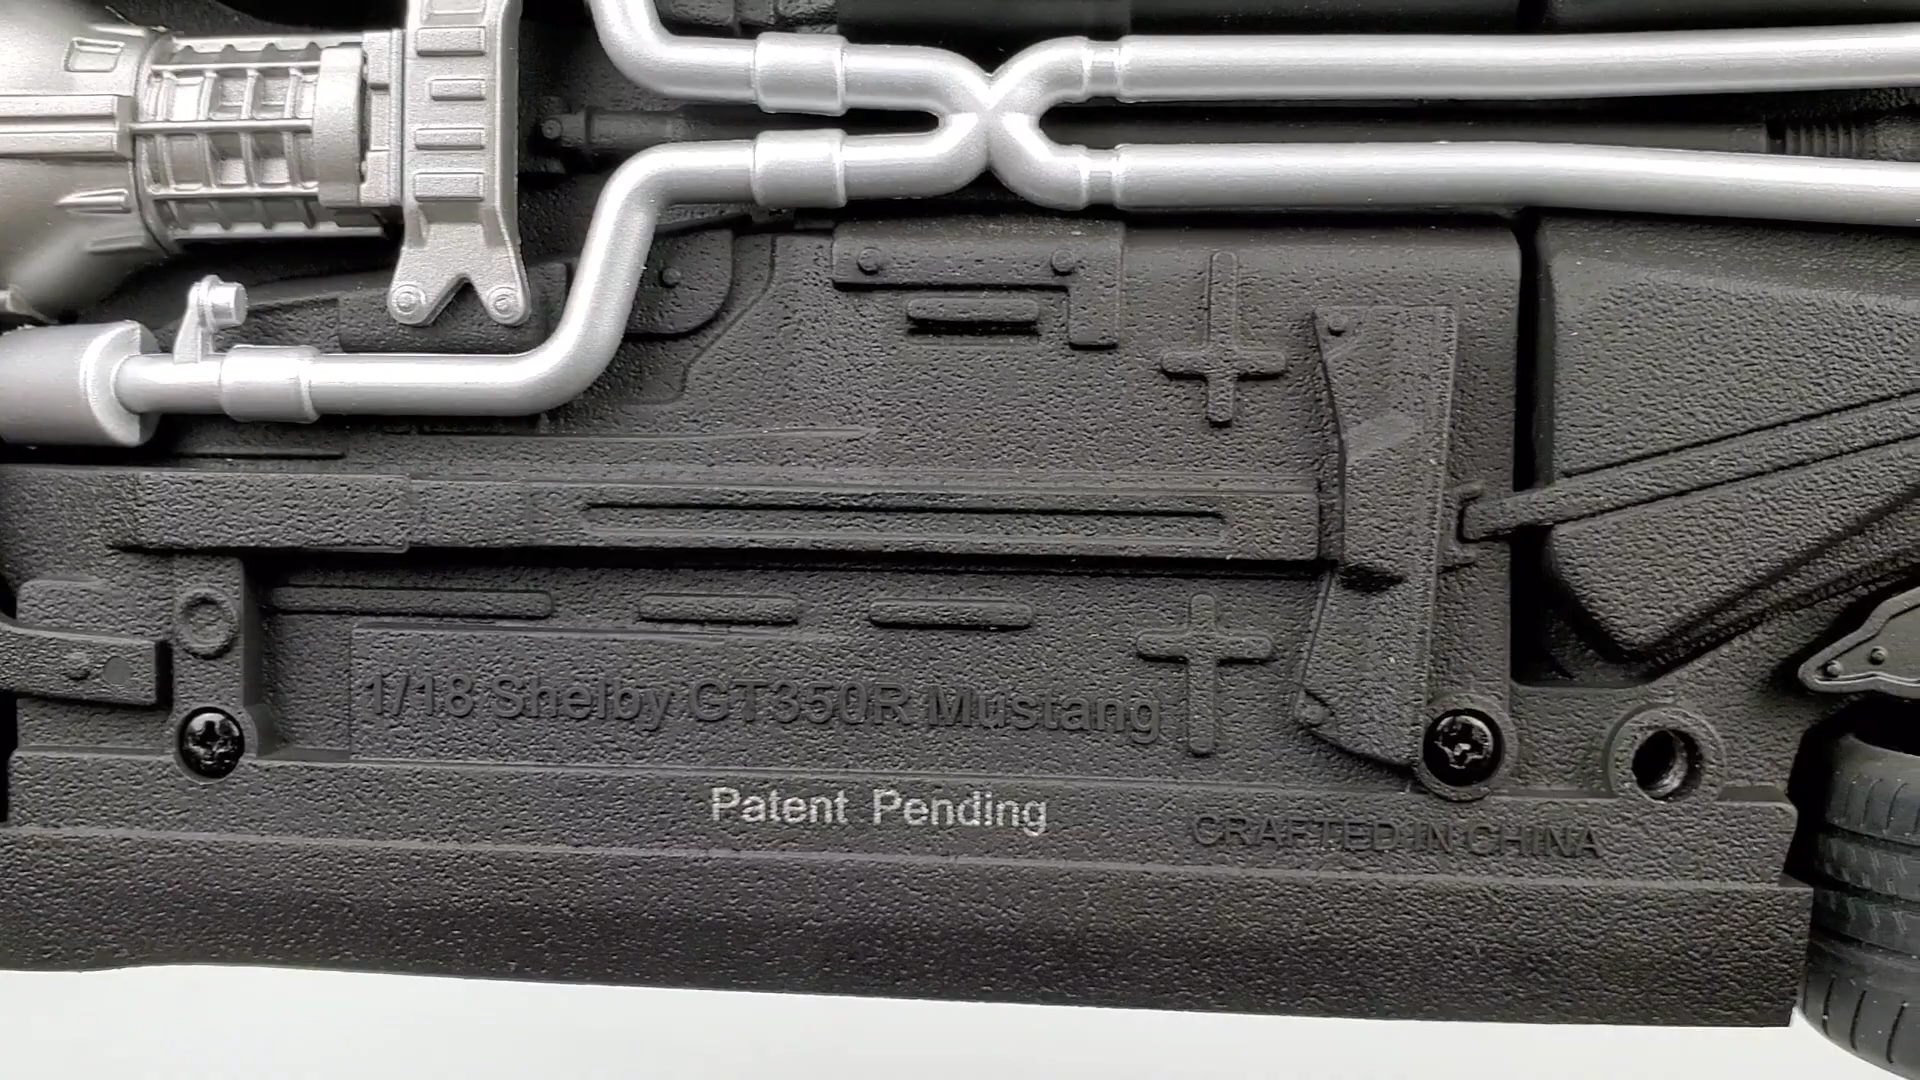 1/18 Shelby GT350R Mustang
Patent Pending
CRAFTED IN CHINA